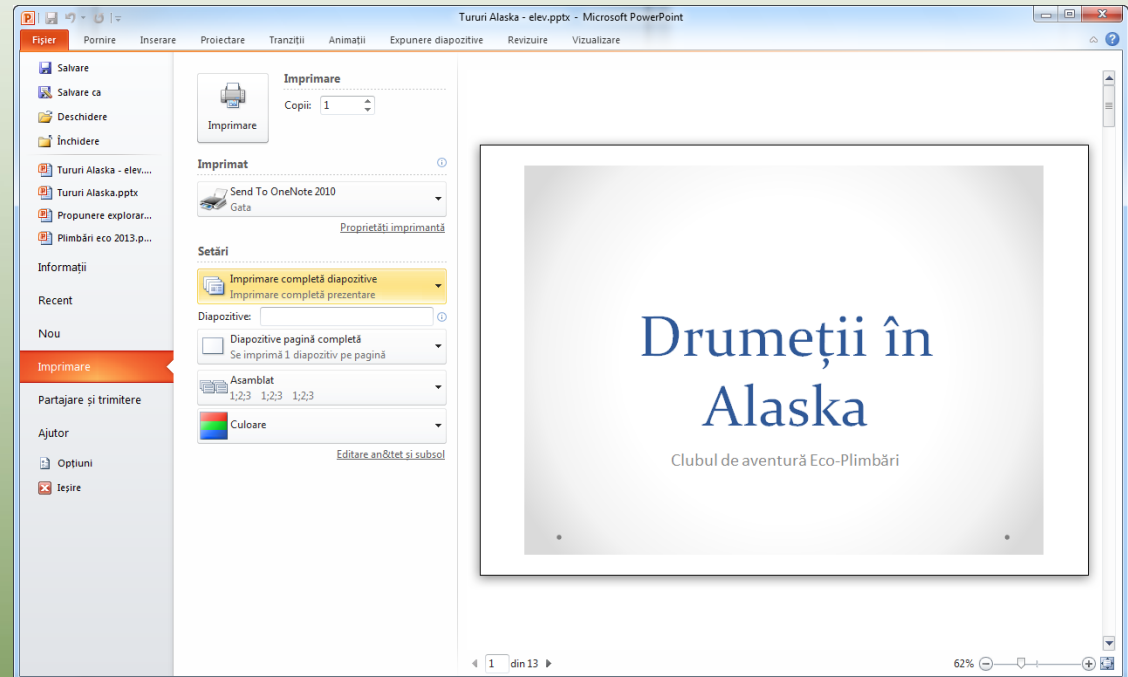 Tururi Alaska - elev.pptx - Microsoft PowerPoint
Fișier Pornire Inserare Proiectare Tranziții Animații Expunere diapozitive Revizuire Vizualizare
Salvare
Salvare ca
Deschidere
Închidere
Tururi Alaska - elev....
Tururi Alaska.pptx
Propunere explorar...
Plimbări eco 2013.p...
Informații
Recent
Nou
Imprimare
Partajare și trimitere
Ajutor
Opțiuni
Ieșire
Imprimare
Imprimare
Copii: 1
Imprimat
Send To OneNote 2010
Gata
Proprietăți imprimantă
Setări
Imprimare completă diapozitive
Imprimare completă prezentare
Diapozitive:
Diapozitive pagină completă
Se imprimă 1 diapozitiv pe pagină
Asamblat
1;2;3 1;2;3 1;2;3
Culoare
Editare an&tet și subsol
Drumeții în
Alaska
Clubul de aventură Eco-Plimbări
1 din 13
62%